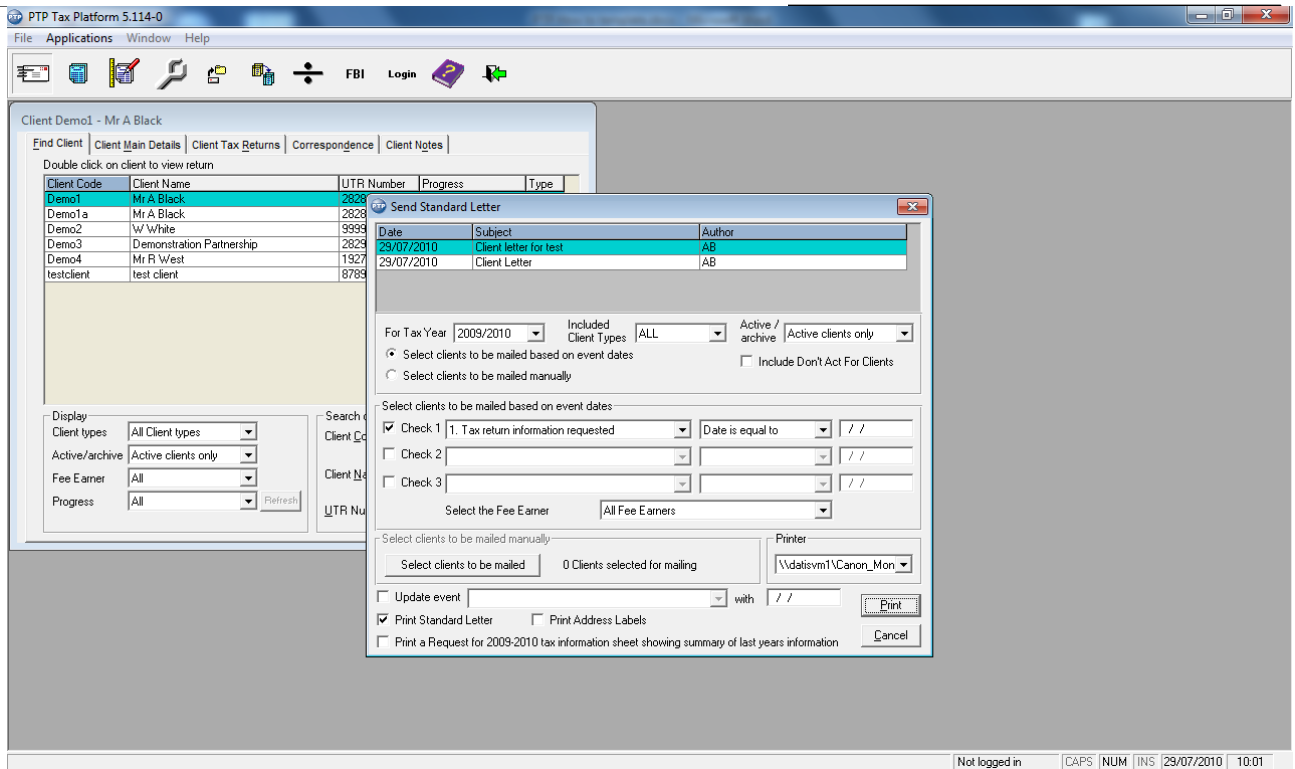 PTP Tax Platform 5.114-0
File Applications Window Help
FBI Login
Client Demo1 - Mr A Black
Find Client Client Main Details Client Tax Returns Correspondence Client Notes
Double click on client to view return
Client Code Client Name UTR Number Progress Type
Demo1 Mr A Black 2828
Demo1a Mr A Black 2828
Demo2 W White 9999
Demo3 Demonstration Partnership 2829
Demo4 Mr R West 1927
testclient test client 8789
Display
Client types All Client types
Active/archive Active clients only
Fee Earner All
Progress All Refresh
Search
Client Co
Client Na
UTR Nu
Send Standard Letter
Date Subject Author
29/07/2010 Client letter for test AB
29/07/2010 Client Letter AB
For Tax Year 2009/2010 Included Client Types ALL Active / archive Active clients only
Select clients to be mailed based on event dates
Include Don't Act For Clients
Select clients to be mailed manually
Select clients to be mailed based on event dates
Check 1 1. Tax return information requested Date is equal to / /
Check 2 / /
Check 3 / /
Select the Fee Earner All Fee Earners
Select clients to be mailed manually
Select clients to be mailed 0 Clients selected for mailing
Printer
\\datisvm1\Canon_Mon
Update event with / /
Print
Print Standard Letter Print Address Labels
Print a Request for 2009-2010 tax information sheet showing summary of last years information
Cancel
Not logged in CAPS NUM INS 29/07/2010 10:01